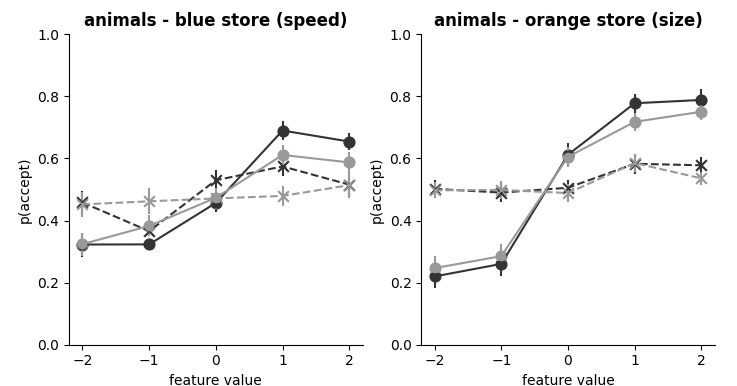 animals - blue store (speed)
1.0
0.8
0.6
0.4
0.2
0.0
p(accept)
−2 −1 0 1 2
feature value
animals - orange store (size)
1.0
0.8
0.6
0.4
0.2
0.0
p(accept)
−2 −1 0 1 2
feature value